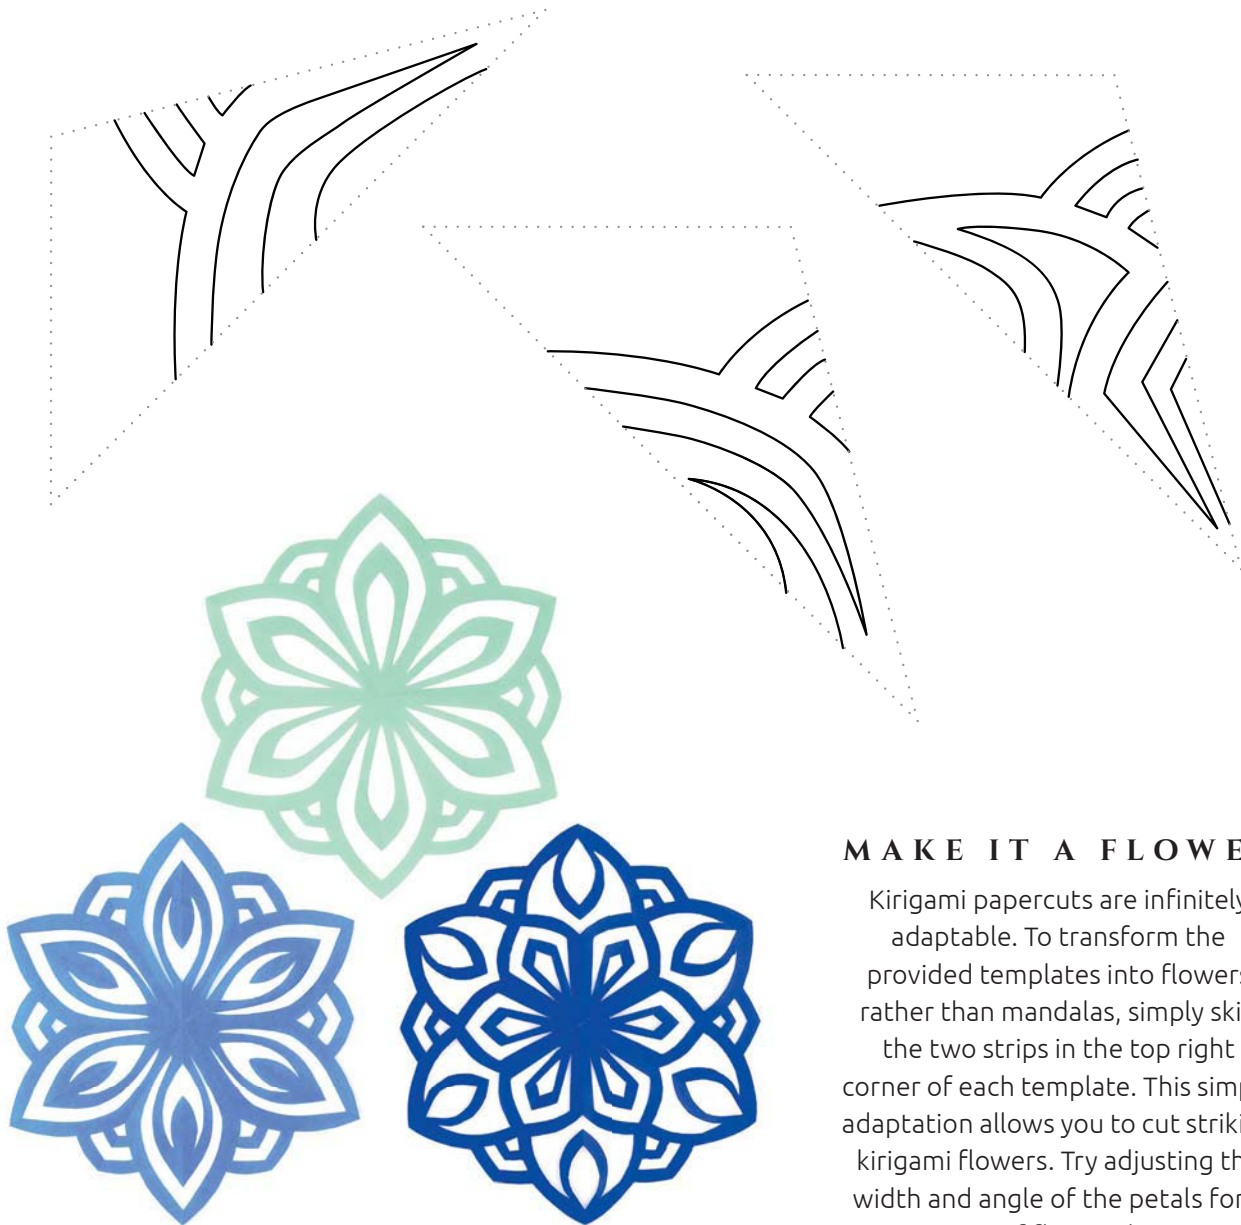 MAKE IT A FLOWE
Kirigami papercuts are infinitely
adaptable. To transform the
provided templates into flowers
rather than mandalas, simply ski
the two strips in the top right
corner of each template. This simp
adaptation allows you to cut striki
kirigami flowers. Try adjusting th
width and angle of the petals for